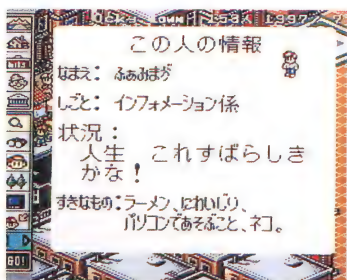 この人の情報
なまえ：ふぁみまが
しごと：インフォメーション係
状況：
人生　これすばらしき
かな！
すきなもの：ラーメン、にわいじり、
パソコンであそぶこと、ネコ。
GO!